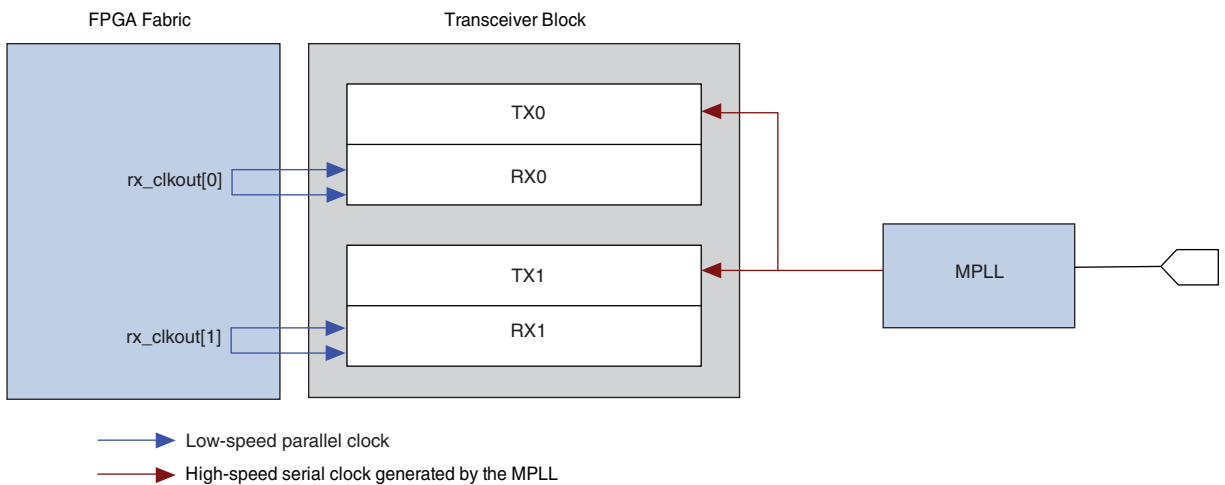 FPGA Fabric
Transceiver Block
TX0
rx_clkout[0]
RX0
TX1
MPLL
rx_clkout[1]
RX1
Low-speed parallel clock
High-speed serial clock generated by the MPLL